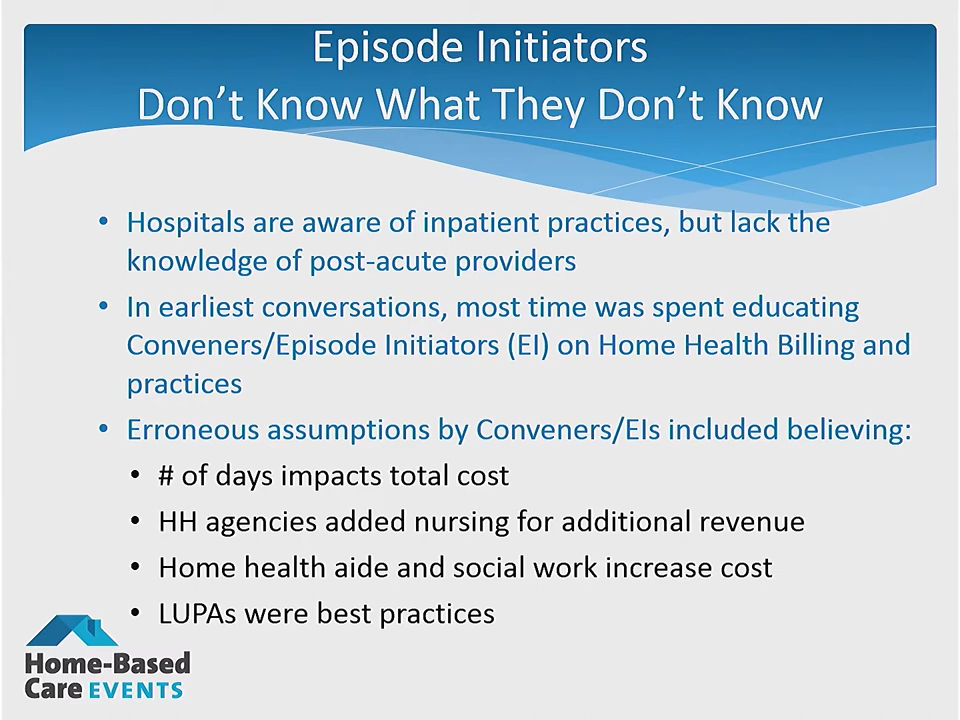 Episode Initiators
Don't Know What They Don't Know
• Hospitals are aware of inpatient practices, but lack the
knowledge of post-acute providers
• In earliest conversations, most time was spent educating
Conveners/Episode Initiators (EI) on Home Health Billing and
practices
• Erroneous assumptions by Conveners/EIs included believing:
• # of days impacts total cost
• HH agencies added nursing for additional revenue
• Home health aide and social work increase cost
• LUPAs were best practices
Home-Based
Care EVENTS